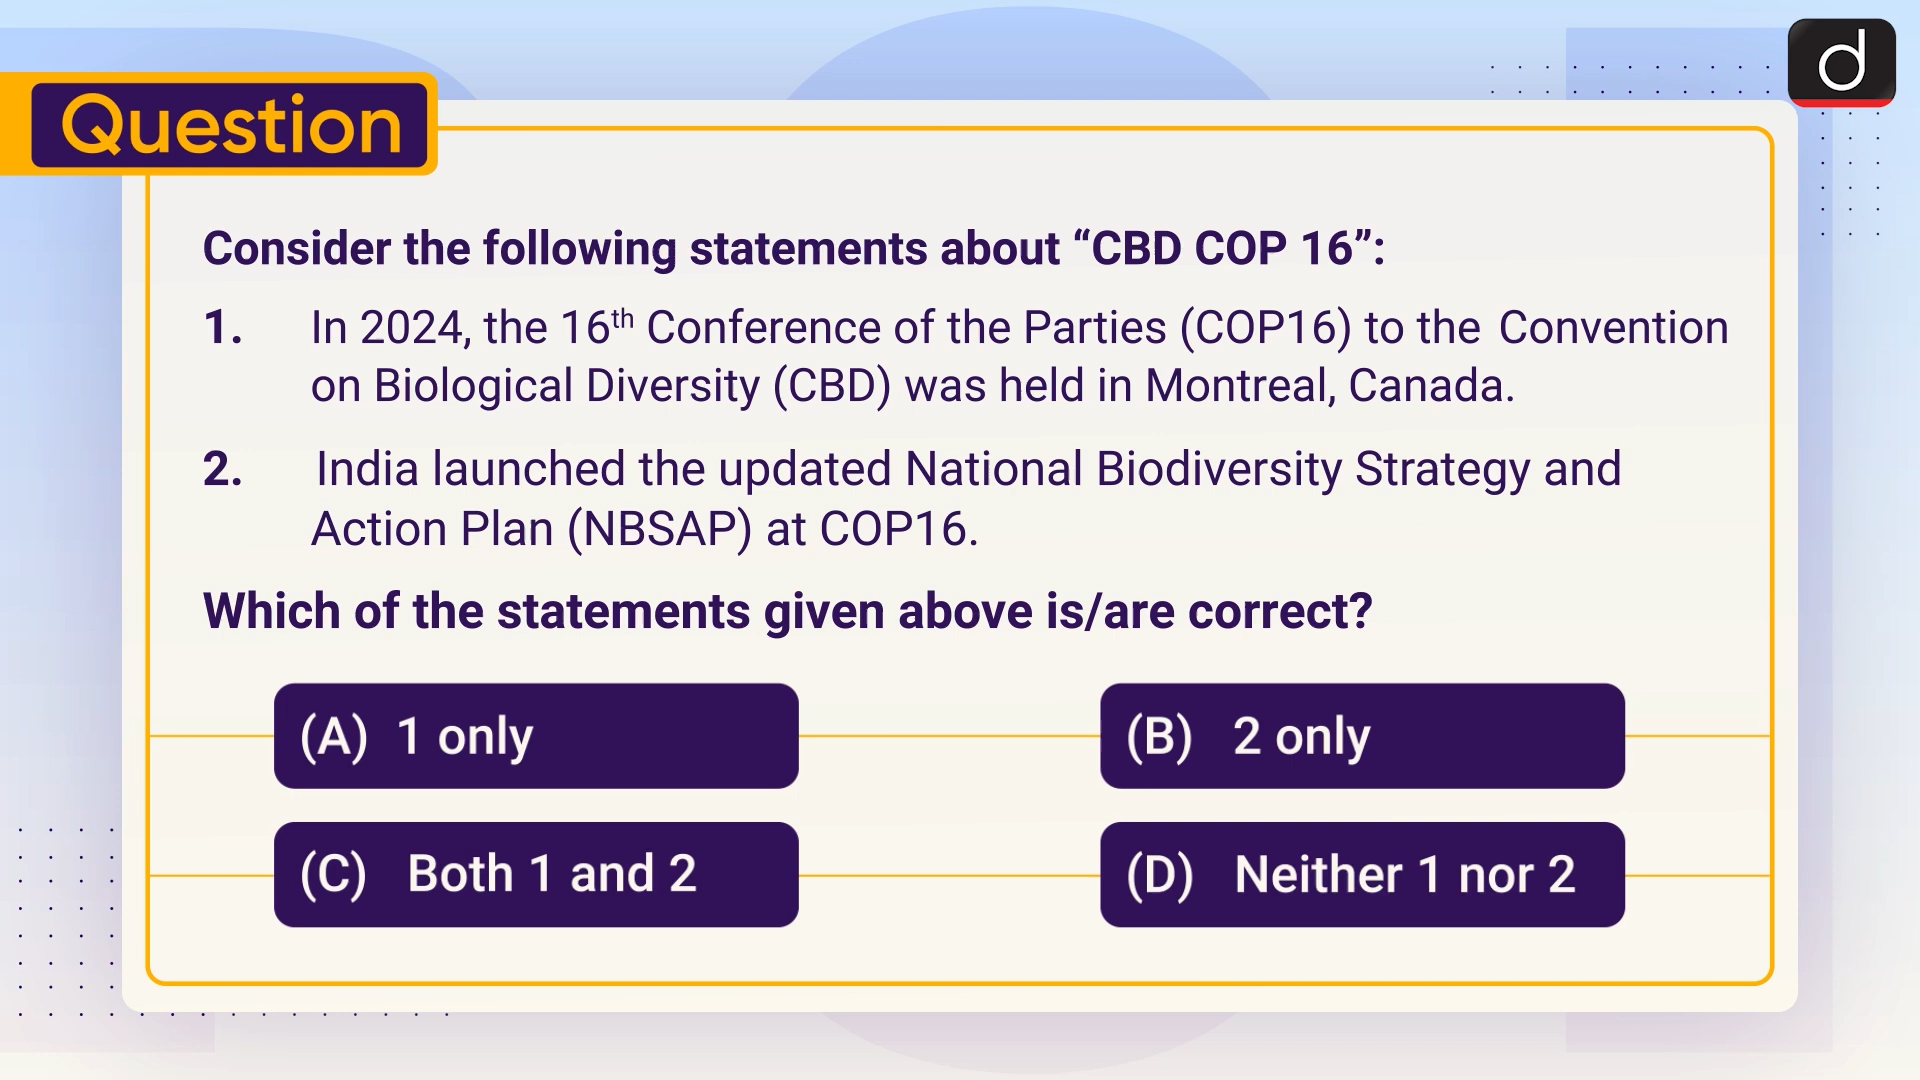 d
Question
Consider the following statements about “CBD COP 16”:
1. In 2024, the 16th Conference of the Parties (COP16) to the Convention
on Biological Diversity (CBD) was held in Montreal, Canada.
2. India launched the updated National Biodiversity Strategy and
Action Plan (NBSAP) at COP16.
Which of the statements given above is/are correct?
(A) 1 only
(B) 2 only
(C) Both 1 and 2
(D) Neither 1 nor 2